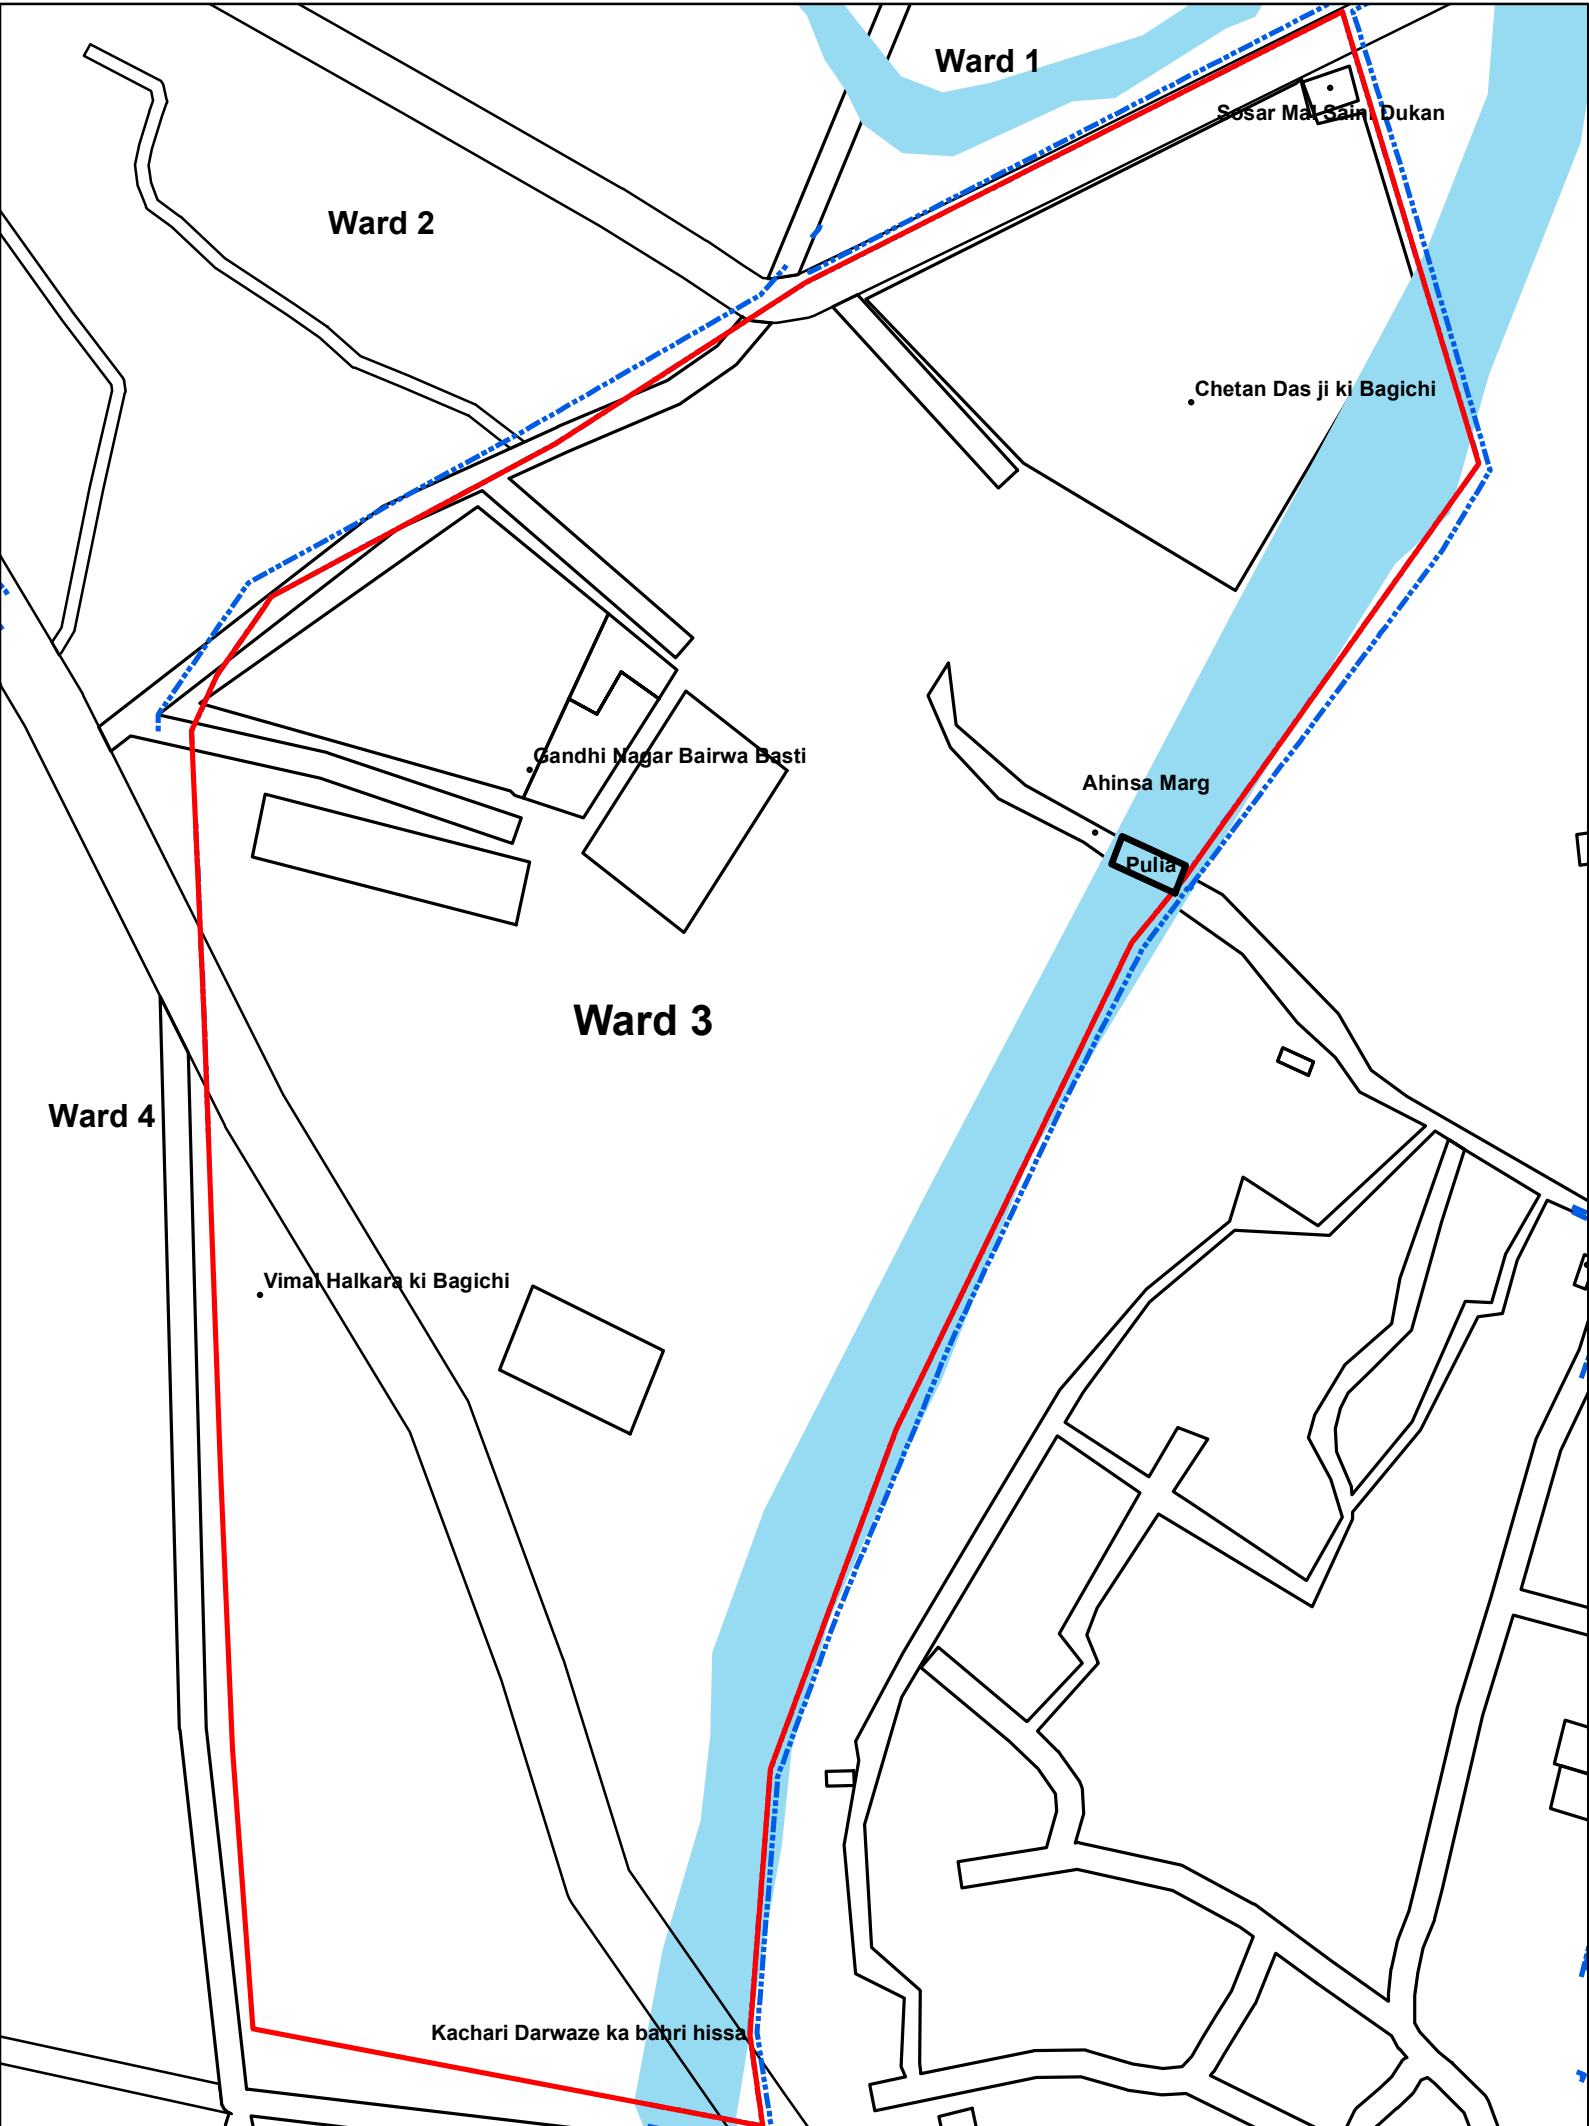 Ward 1
Sosar Mal Saini Dukan
Ward 2
Chetan Das ji ki Bagichi
Gandhi Nagar Bairwa Basti
Ahinsa Marg
Pulia
Ward 3
Ward 4
Vimal Halkara ki Bagichi
Kachari Darwaze ka bahri hissa